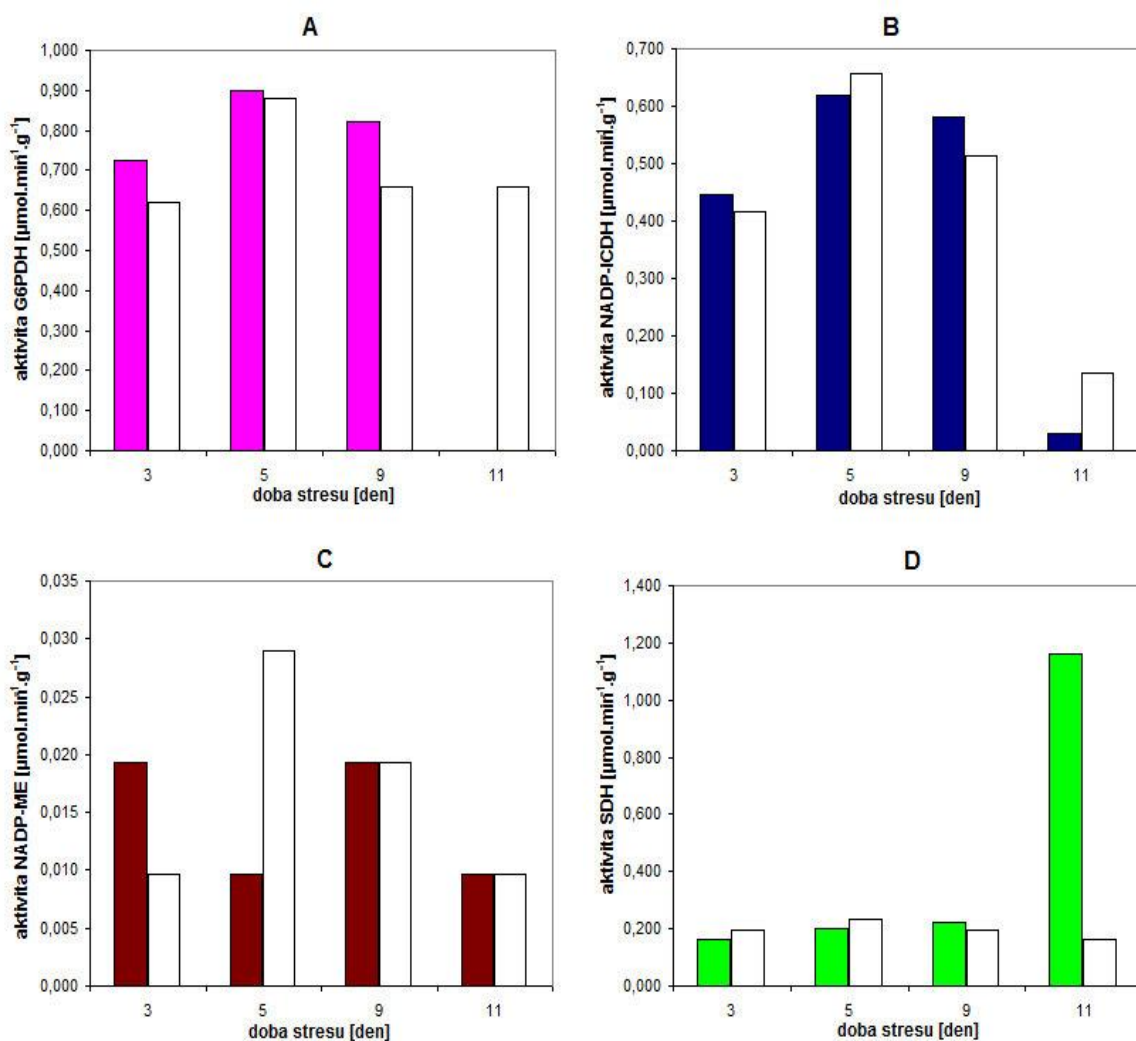 A
1,000
0,900
0,800
0,700
0,600
0,500
0,400
0,300
0,200
0,100
0,000
aktivita G6PDH [µmol.min⁻¹.g⁻¹]
3 5 9 11
doba stresu [den]
B
0,700
0,600
0,500
0,400
0,300
0,200
0,100
0,000
aktivita NADP-ICDH [µmol.min⁻¹.g⁻¹]
3 5 9 11
doba stresu [den]
C
0,035
0,030
0,025
0,020
0,015
0,010
0,005
0,000
aktivita NADP-ME [µmol.min⁻¹.g⁻¹]
3 5 9 11
doba stresu [den]
D
1,400
1,200
1,000
0,800
0,600
0,400
0,200
0,000
aktivita SDH [µmol.min⁻¹.g⁻¹]
3 5 9 11
doba stresu [den]